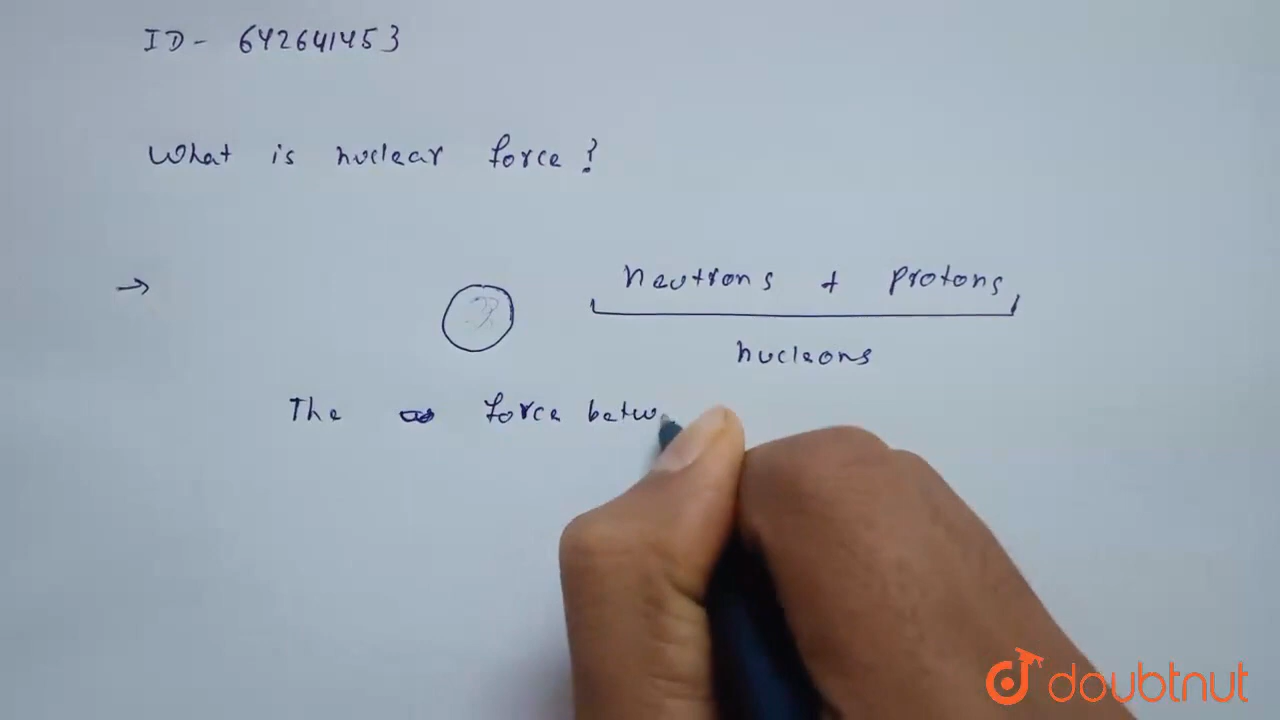 ID- 642641453
What is nuclear force?
→ neutrons + protons
nucleons
The force betw
doubtnut